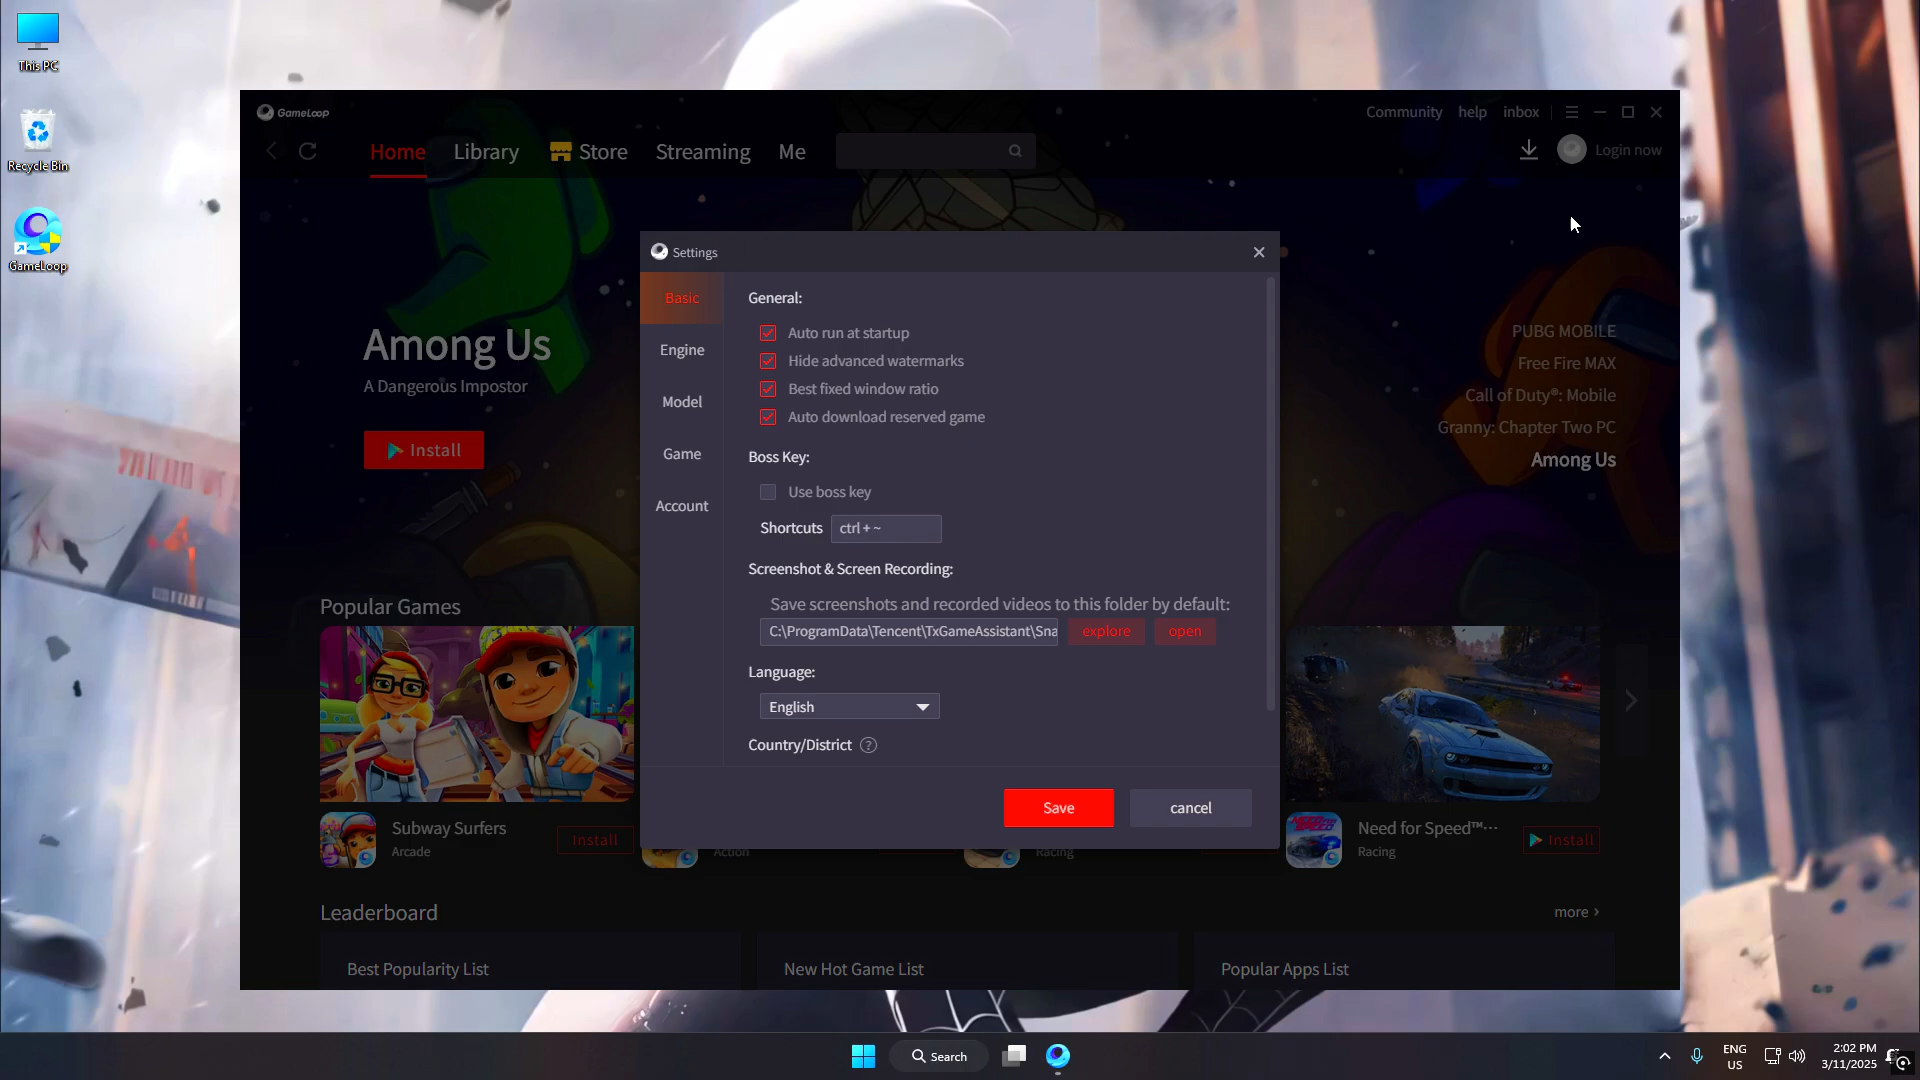 This PC
Recycle Bin
GameLoop
GameLoop
Community
help
inbox
Home
Library
Store
Streaming
Me
Login now
Among Us
A Dangerous Impostor
Install
PUBG MOBILE
Free Fire MAX
Call of Duty®: Mobile
Granny: Chapter Two PC
Among Us
Settings
Basic
Engine
Model
Game
Account
General:
Auto run at startup
Hide advanced watermarks
Best fixed window ratio
Auto download reserved game
Boss Key:
Use boss key
Shortcuts
ctrl + ~
Screenshot & Screen Recording:
Save screenshots and recorded videos to this folder by default:
C:\ProgramData\Tencent\TxGameAssistant\Sna
explore
open
Language:
English
Country/District
?
Save
cancel
Popular Games
Subway Surfers
Arcade
Install
Action
Racing
Need for Speed™···
Racing
Install
Leaderboard
more
Best Popularity List
New Hot Game List
Popular Apps List
Search
ENG
US
2:02 PM
3/11/2025